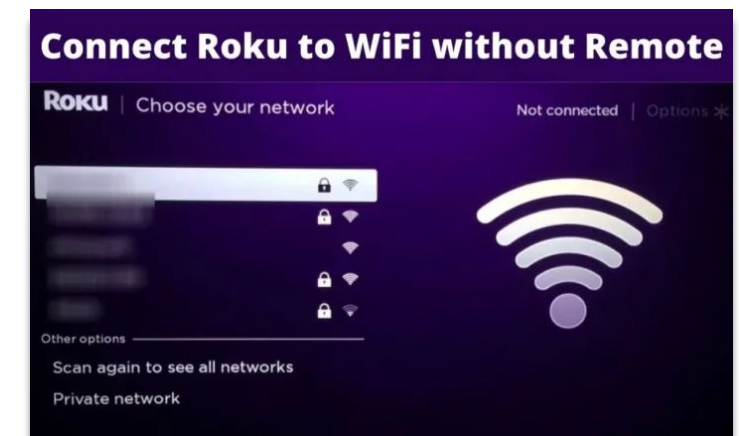 Connect Roku to WiFi without Remote
Roku | Choose your network
Not connected | Options
Other options
Scan again to see all networks
Private network